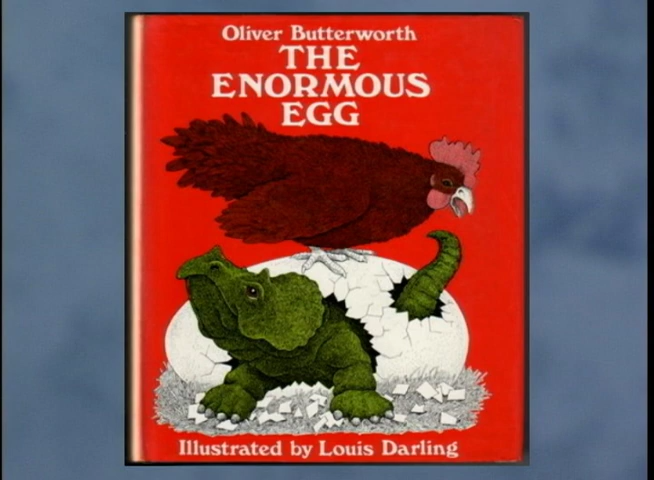 Oliver Butterworth
THE
ENORMOUS
EGG
Illustrated by Louis Darling